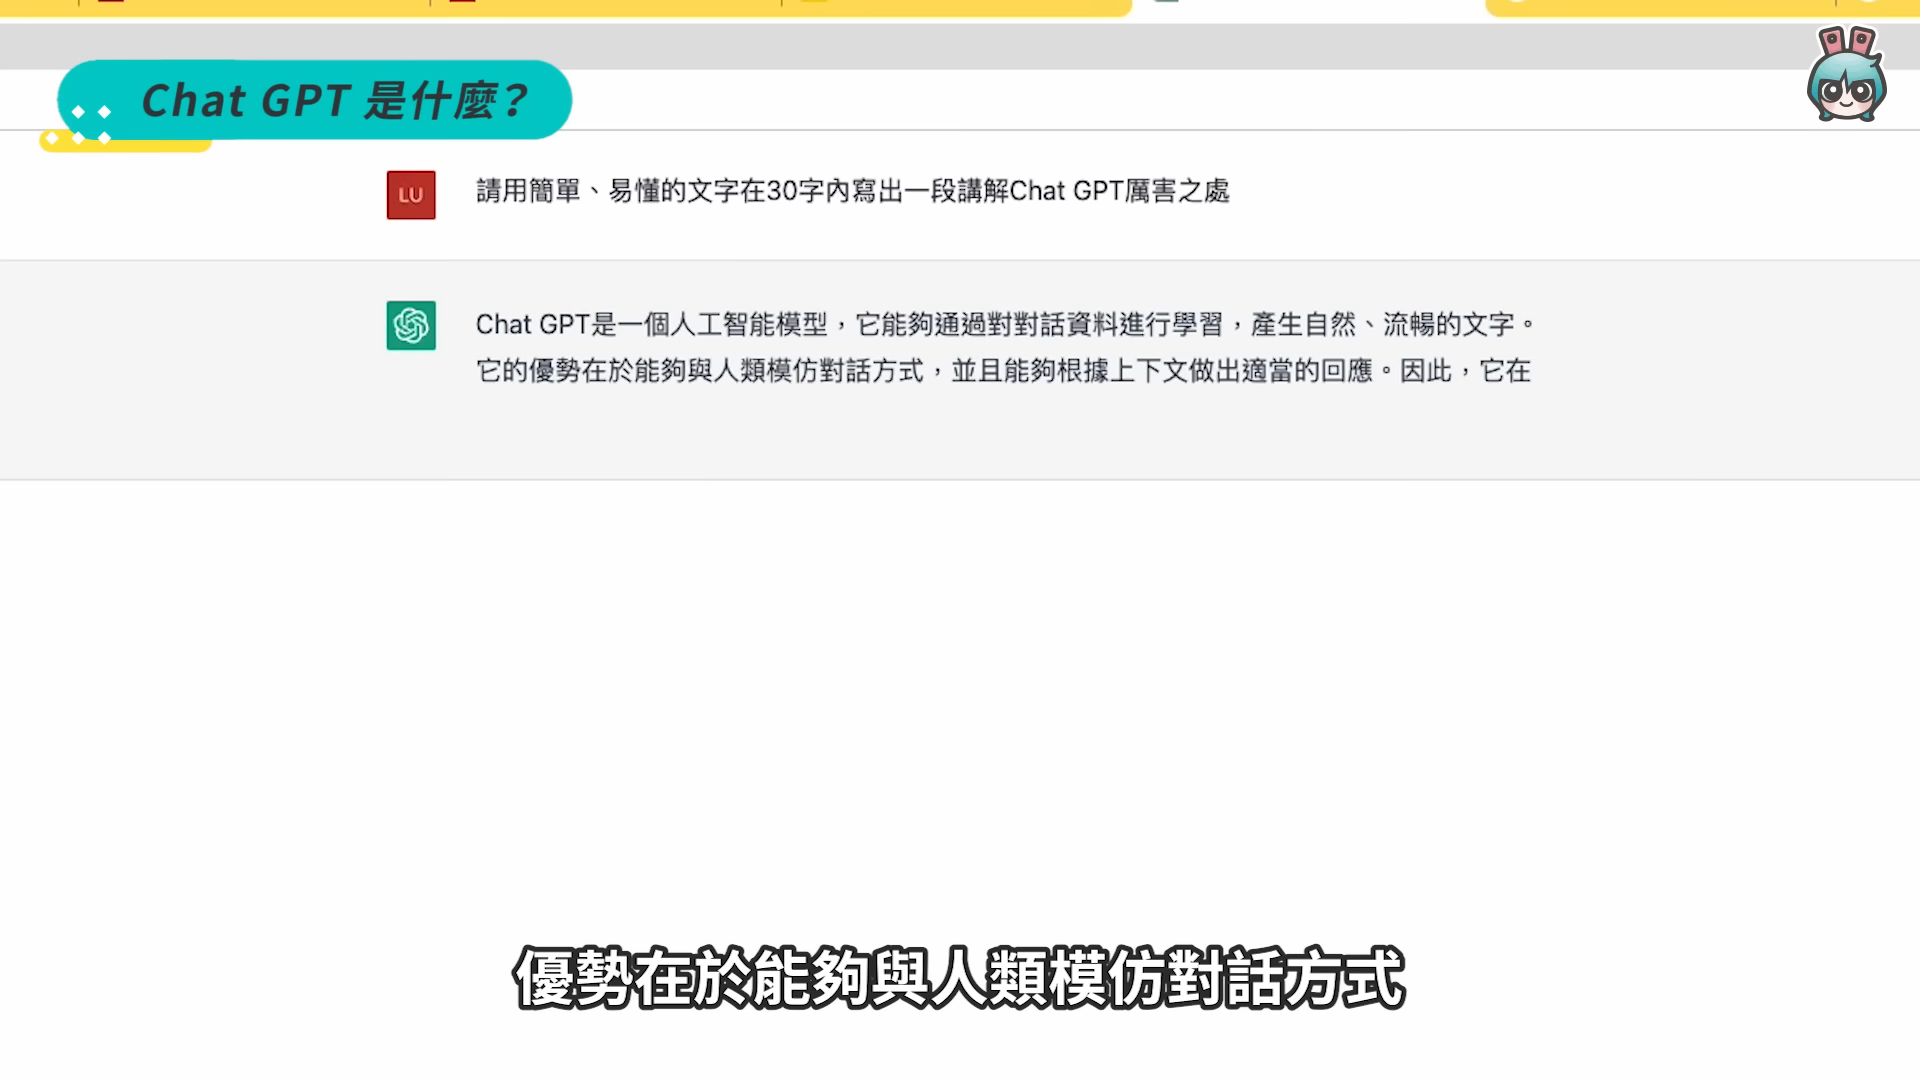 Chat GPT 是什麼?
LU
請用簡單、易懂的文字在30字內寫出一段講解Chat GPT厲害之處
Chat GPT是一個人工智能模型，它能夠通過對對話資料進行學習，產生自然、流暢的文字。
它的優勢在於能夠與人類模仿對話方式，並且能夠根據上下文做出適當的回應。因此，它在
優勢在於能夠與人類模仿對話方式